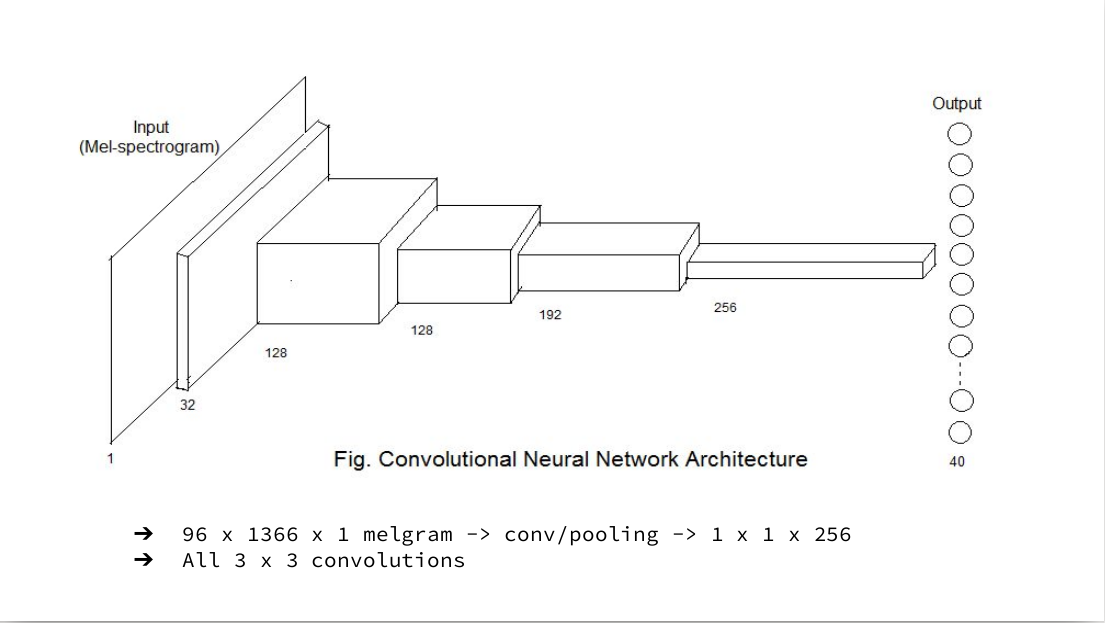 Input
(Mel-spectrogram)
Output
128
128
192
256
32
1
40
Fig. Convolutional Neural Network Architecture
➔ 96 x 1366 x 1 melgram -> conv/pooling -> 1 x 1 x 256
➔ All 3 x 3 convolutions